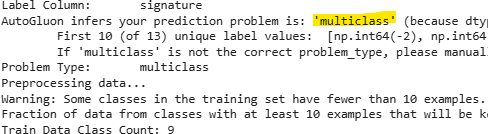 Label Column: signature
AutoGluon infers your prediction problem is: 'multiclass' (because dtyp
First 10 (of 13) unique label values: [np.int64(-2), np.int64
If 'multiclass' is not the correct problem_type, please manuall
Problem Type: multiclass
Preprocessing data...
Warning: Some classes in the training set have fewer than 10 examples.
Fraction of data from classes with at least 10 examples that will be ke
Train Data Class Count: 9